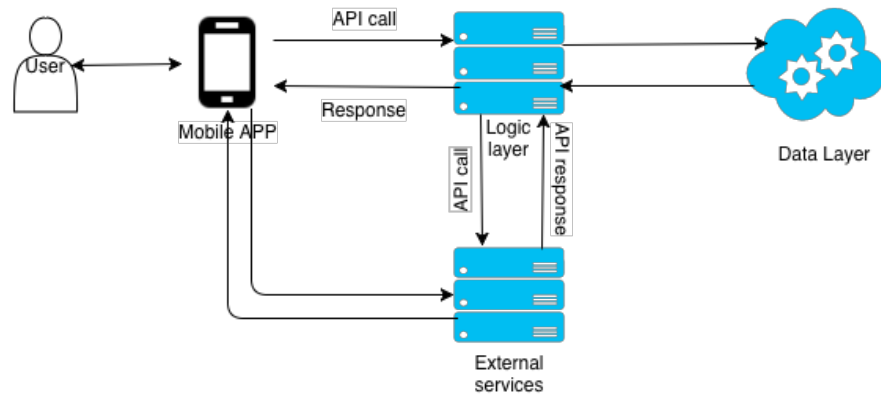 API call
User
Response
Mobile APP
Logic
layer
API call
API response
Data Layer
External
services